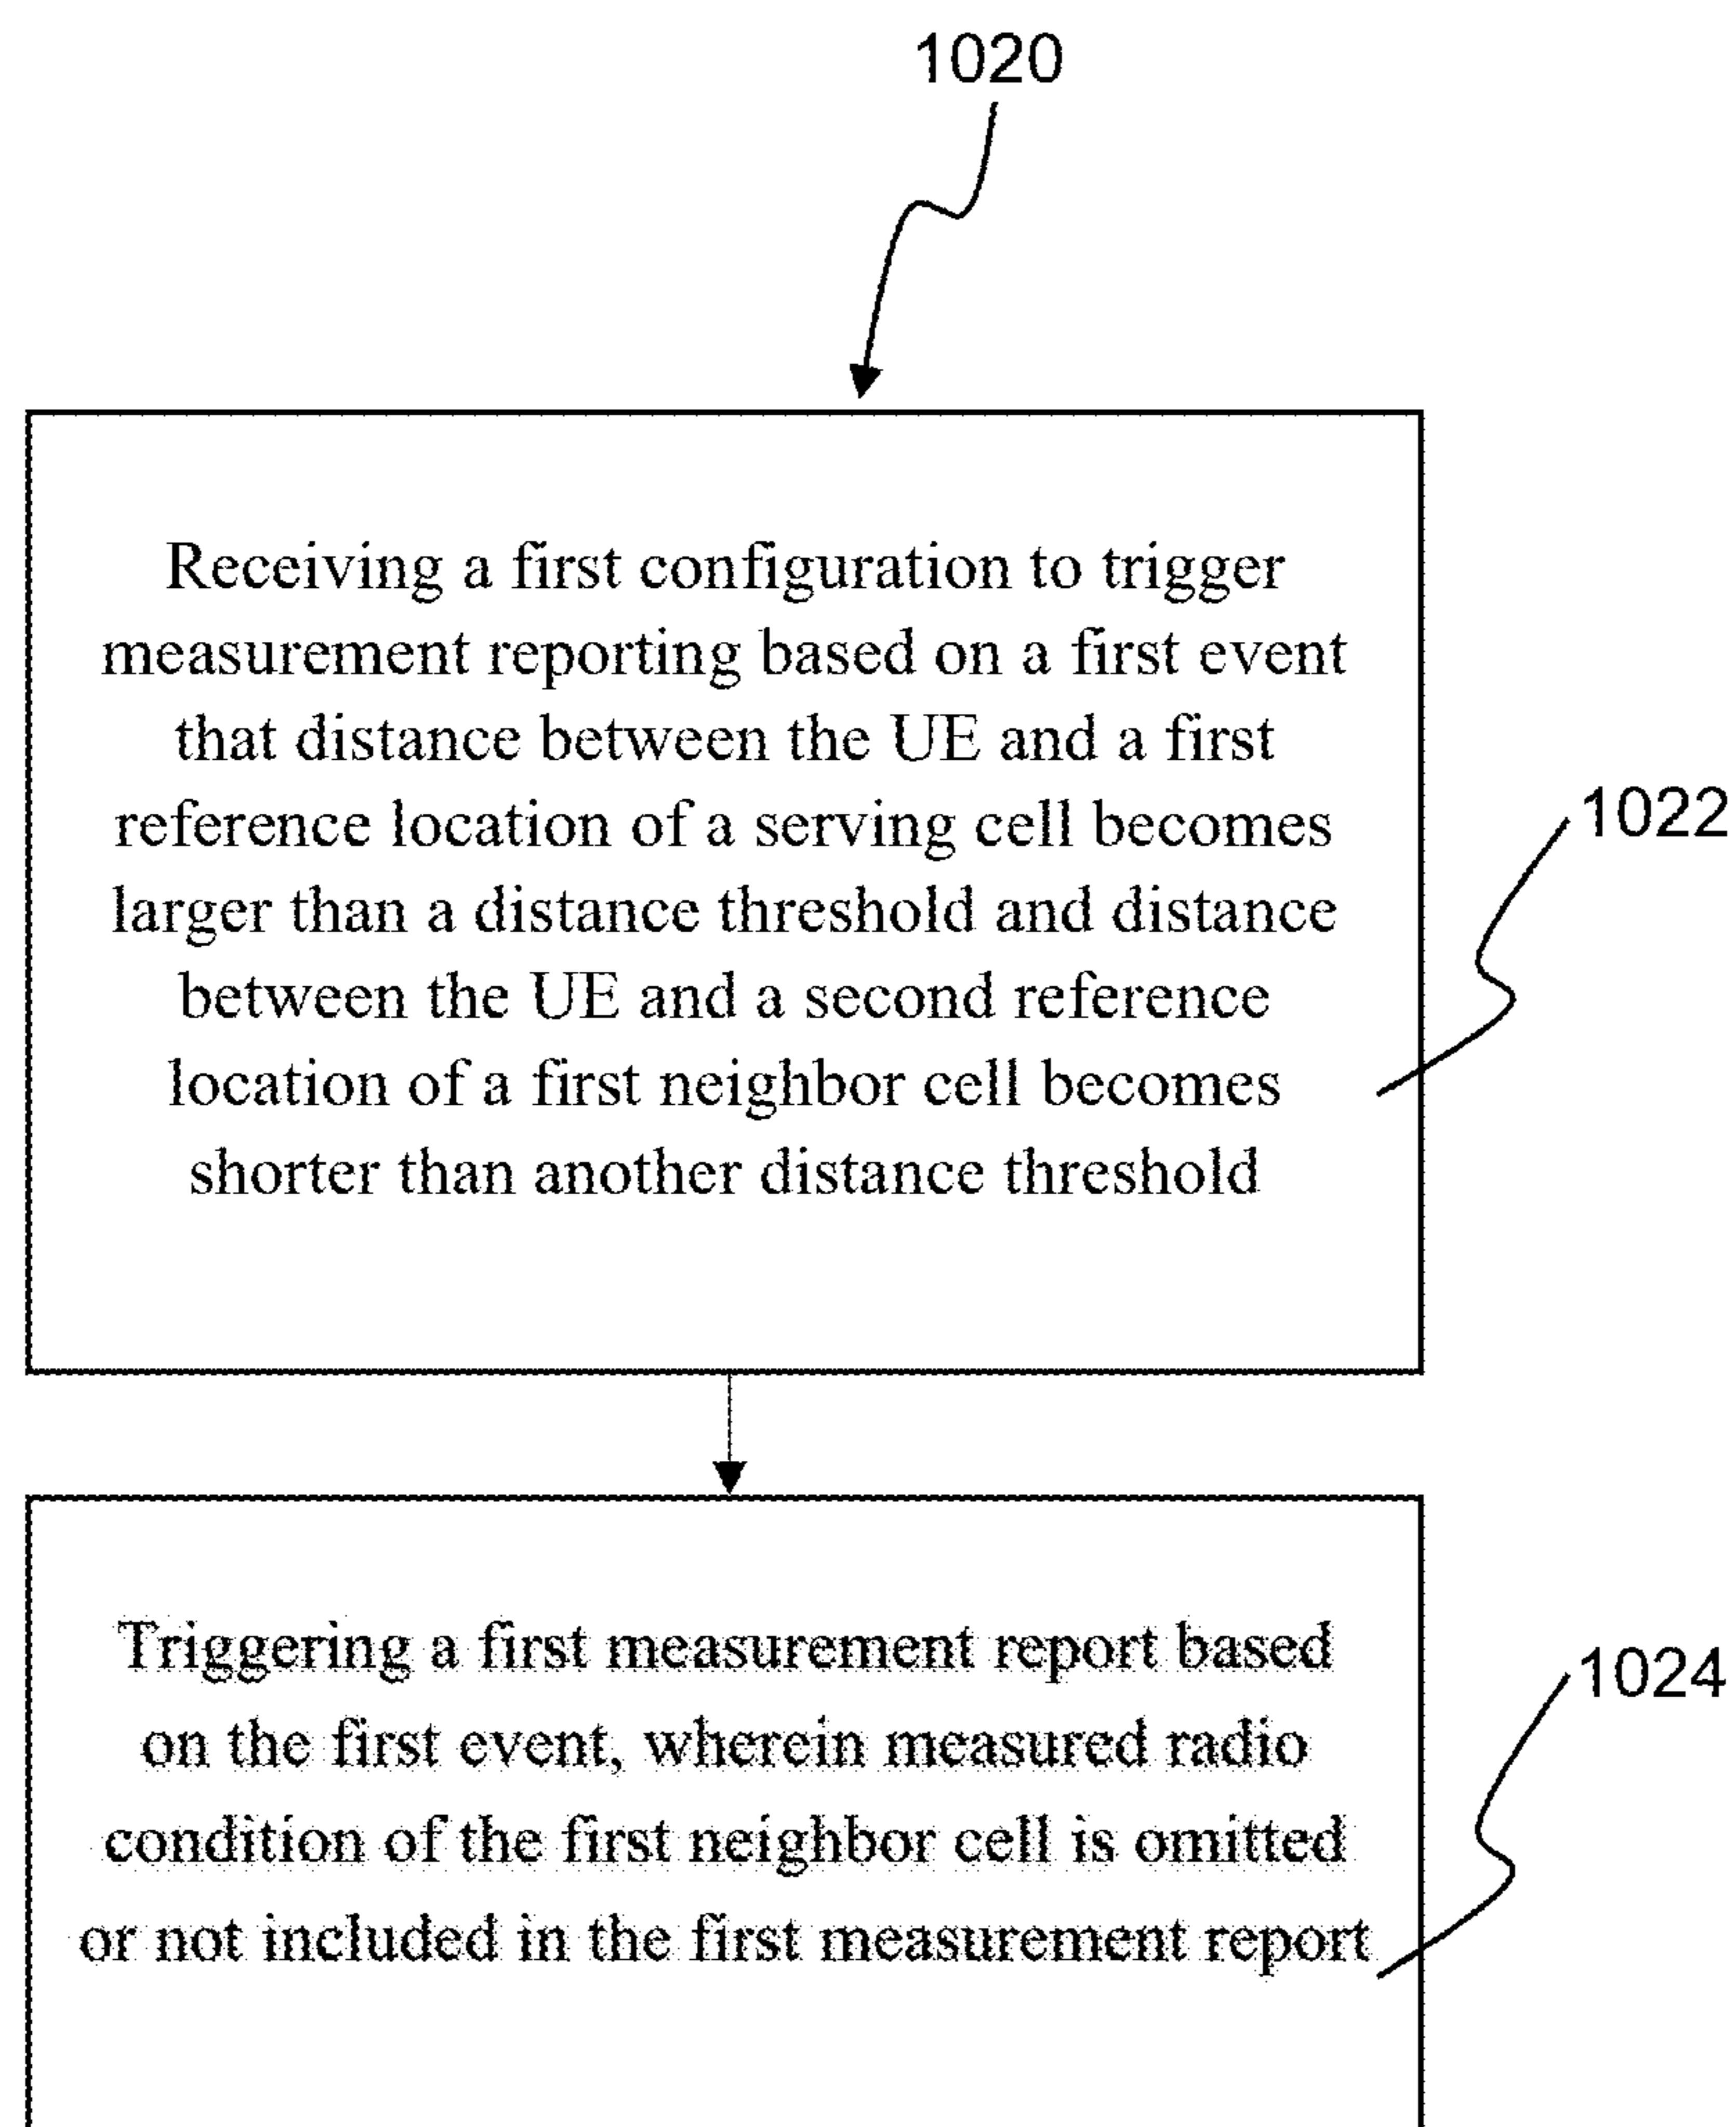 1020
Receiving a first configuration to trigger
measurement reporting based on a first event
that distance between the UE and a first
reference location of a serving cell becomes
larger than a distance threshold and distance
between the UE and a second reference
location of a first neighbor cell becomes
shorter than another distance threshold
1022
Triggering a first measurement report based
on the first event, wherein measured radio
condition of the first neighbor cell is omitted
or not included in the first measurement report
1024